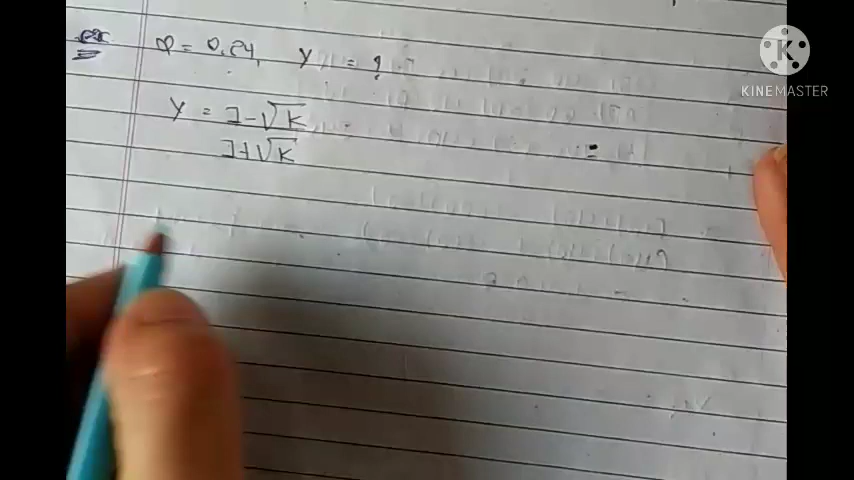 ex Q = 0.24, Y = ?
Y = 1-√K
1+√K
K
KINEMASTER